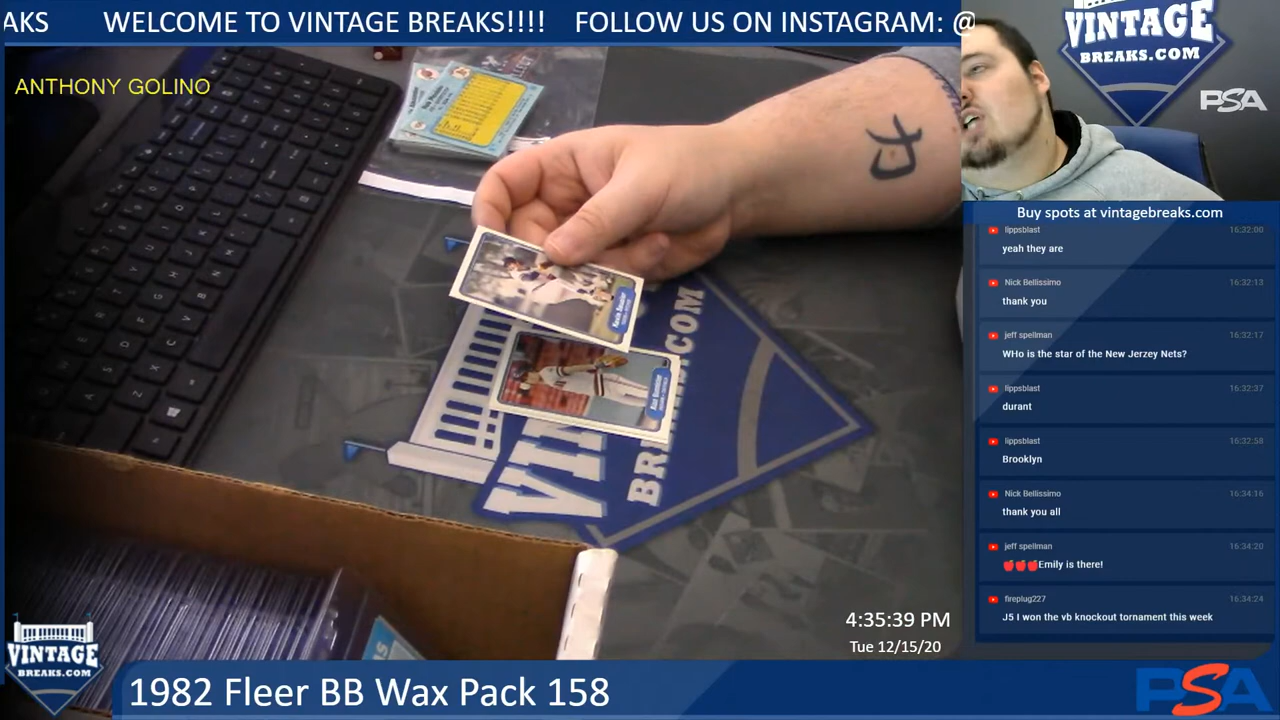 AKS WELCOME TO VINTAGE BREAKS!!!! FOLLOW US ON INSTAGRAM: @
VINTAGE
BREAKS.COM
PSA
ANTHONY GOLINO
力
Buy spots at vintagebreaks.com
lippsblast 16:32:00
yeah they are
Nick Bellissimo 16:32:13
thank you
jeff spellman 16:32:17
WHo is the star of the New Jerzey Nets?
lippsblast 16:32:37
durant
lippsblast 16:32:58
Brooklyn
Nick Bellissimo 16:34:16
thank you all
jeff spellman 16:34:20
🍎🍎🍎Emily is there!
fireplug227 16:34:24
J5 I won the vb knockout tornament this week
VIN
BRE
.COM
4:35:39 PM
Tue 12/15/20
VINTAGE
BREAKS.COM
1982 Fleer BB Wax Pack 158
PSA